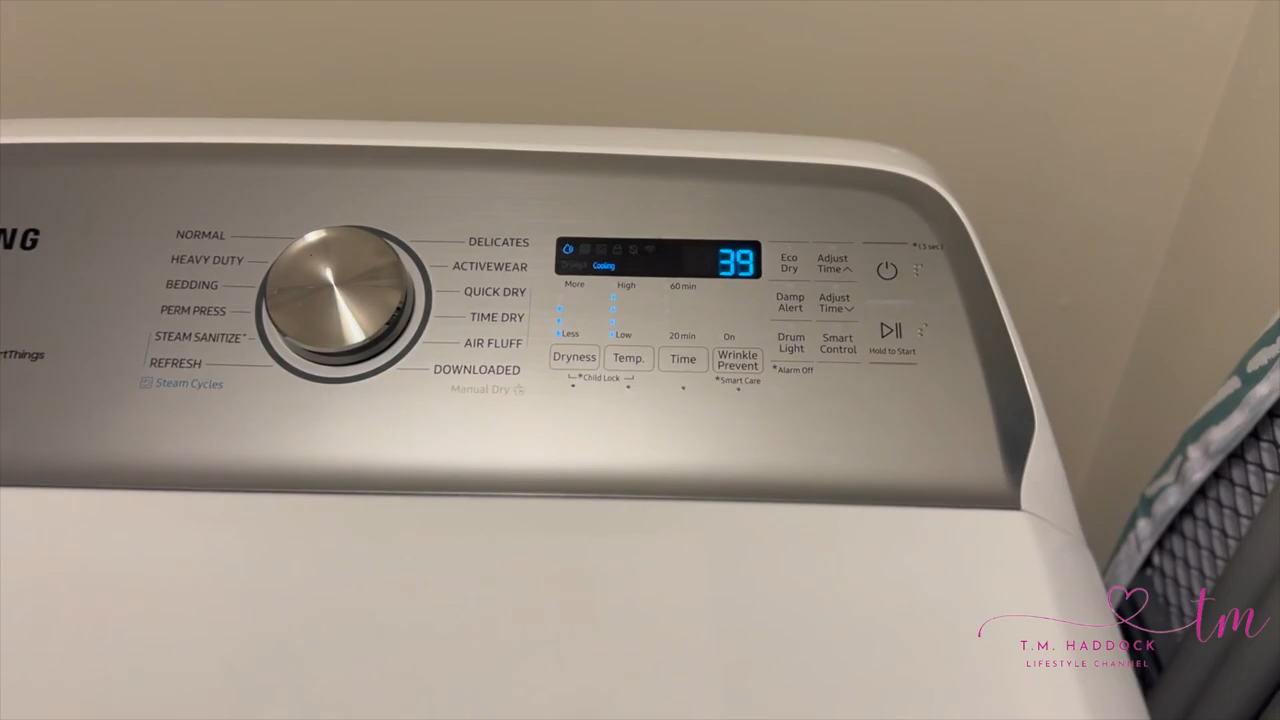 NG
rtThings
NORMAL
HEAVY DUTY
BEDDING
PERM PRESS
STEAM SANITIZE*
REFRESH
Steam Cycles
DELICATES
ACTIVEWEAR
QUICK DRY
TIME DRY
AIR FLUFF
DOWNLOADED
Manual Dry
Cooling
39
More High 60 min
Less Low 20 min On
Dryness Temp. Time Wrinkle Prevent
*Child Lock *Smart Care
Eco Dry Adjust Time
Damp Alert Adjust Time
Drum Light Smart Control
*Alarm Off
*(3 sec)
Hold to Start
tm
T.M. HADDOCK
LIFESTYLE CHANNEL